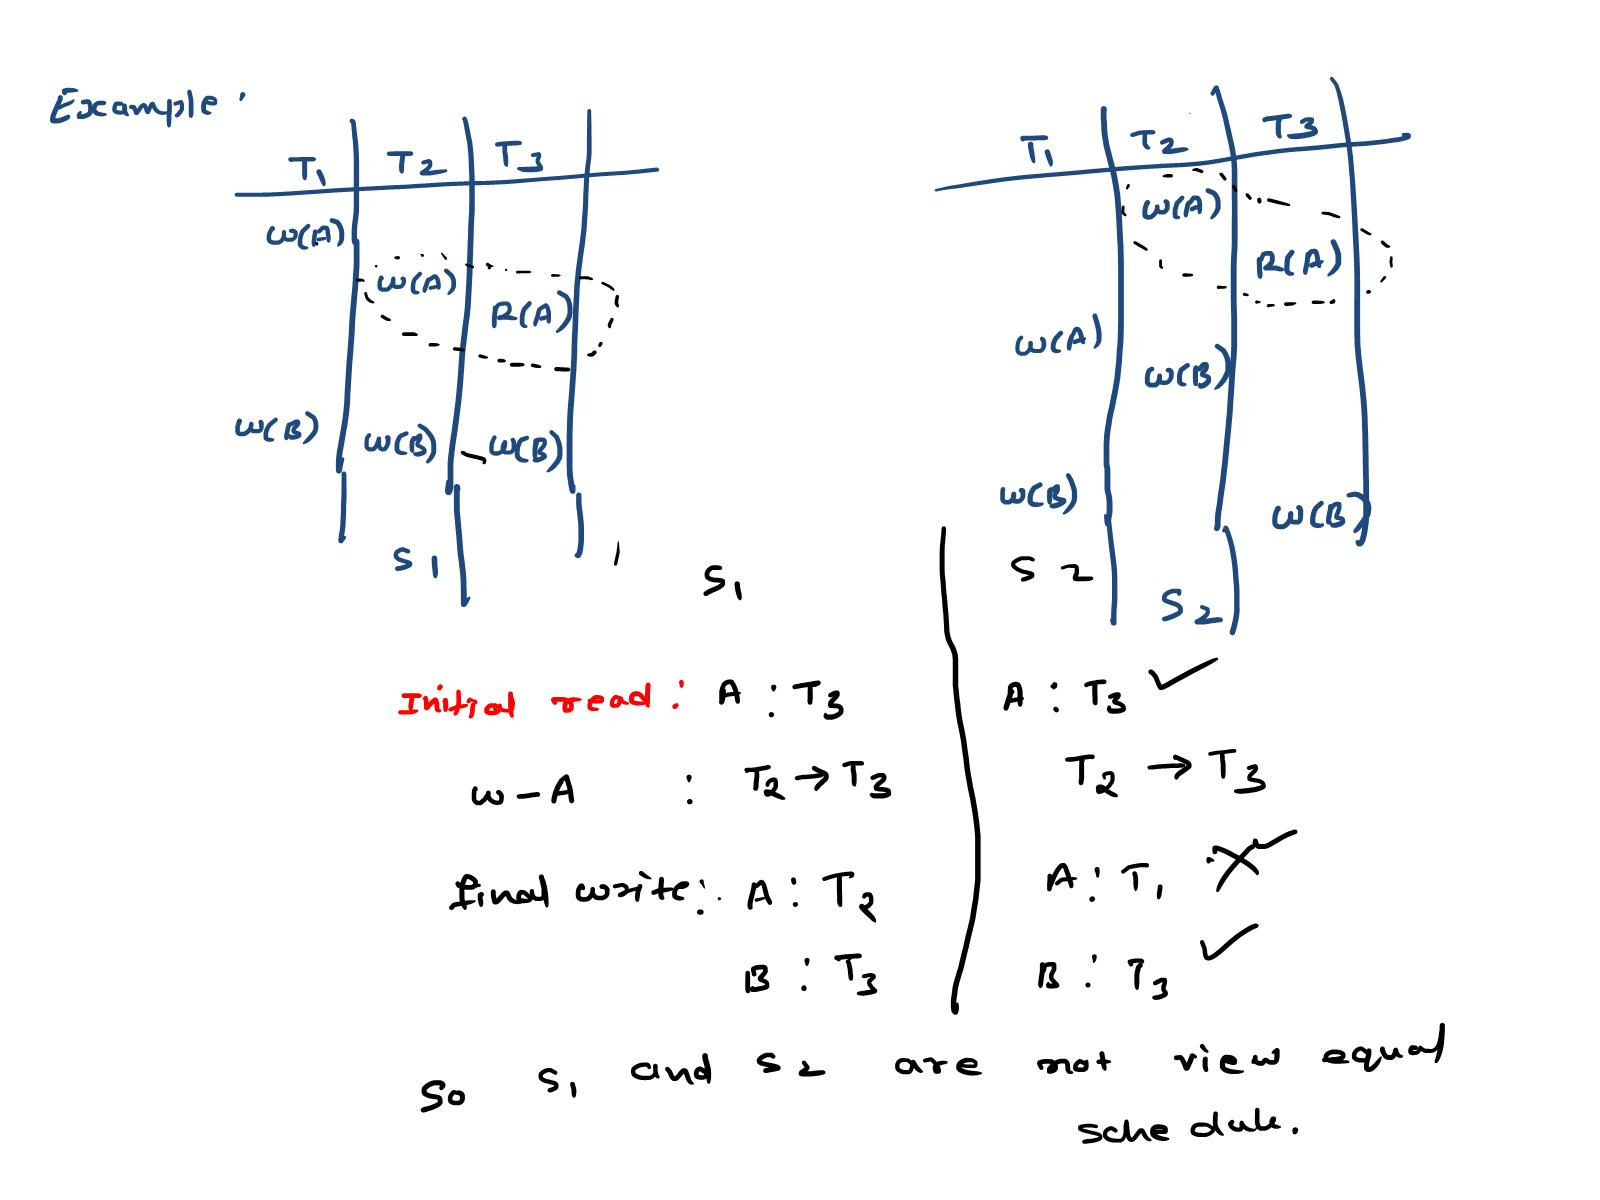 Example :
T1 T2 T3
W(A)
W(A)
R(A)
W(B) W(B) W(B)
S1
T1 T2 T3
W(A)
R(A)
W(A)
W(B)
W(B)
W(B)
S2
S1 S2
Initial read : A : T3 A : T3 ✓
W-A : T2 → T3 T2 → T3
final write : A : T2 A : T1 ✗
B : T3 B : T3 ✓
So S1 and S2 are not view equal
schedule.